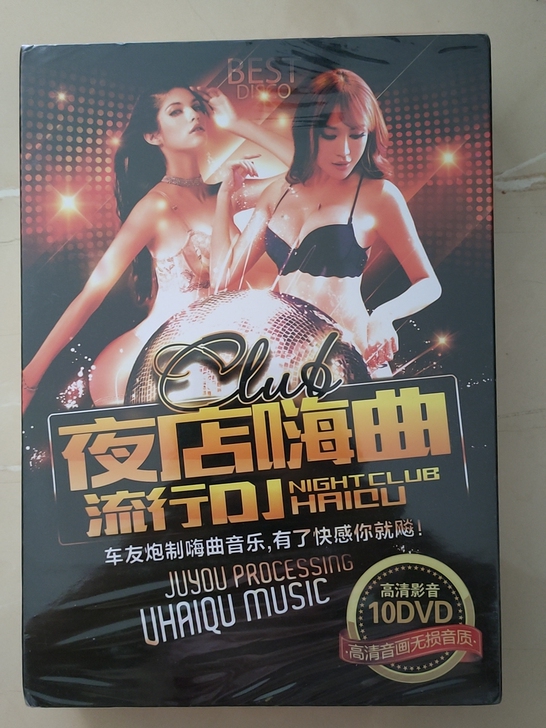 BEST
DISCO
Club
夜店嗨曲
流行DJ
NIGHT CLUB
HAIQU
车友炮制嗨曲音乐,有了快感你就飚!
JUYOU PROCESSING
VHAIQU MUSIC
高清影音
10DVD
高清音画无损音质